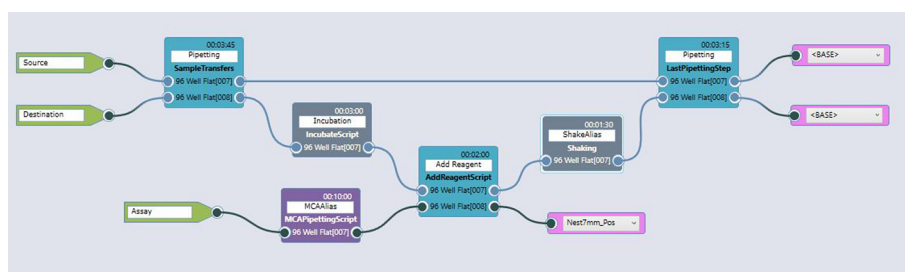 Source
Destination
00:03:45
Pipetting
SampleTransfers
96 Well Flat[007]
96 Well Flat[008]
00:03:00
Incubation
IncubateScript
96 Well Flat[007]
Assay
00:10:00
MCAAlias
MCAPipettingScript
96 Well Flat[007]
00:02:00
Add Reagent
AddReagentScript
96 Well Flat[007]
96 Well Flat[008]
00:01:30
ShakeAlias
Shaking
96 Well Flat[007]
Nest7mm_Pos
00:03:15
Pipetting
LastPipettingStep
96 Well Flat[007]
96 Well Flat[008]
<BASE>
<BASE>